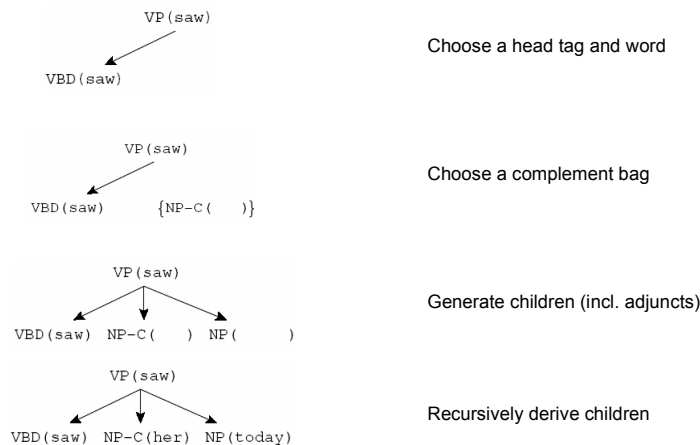 VP(saw)
Choose a head tag and word
VBD(saw)
VP(saw)
Choose a complement bag
VBD(saw) {NP-C( )}
VP(saw)
Generate children (incl. adjuncts)
VBD(saw) NP-C( ) NP( )
VP(saw)
Recursively derive children
VBD(saw) NP-C(her) NP(today)